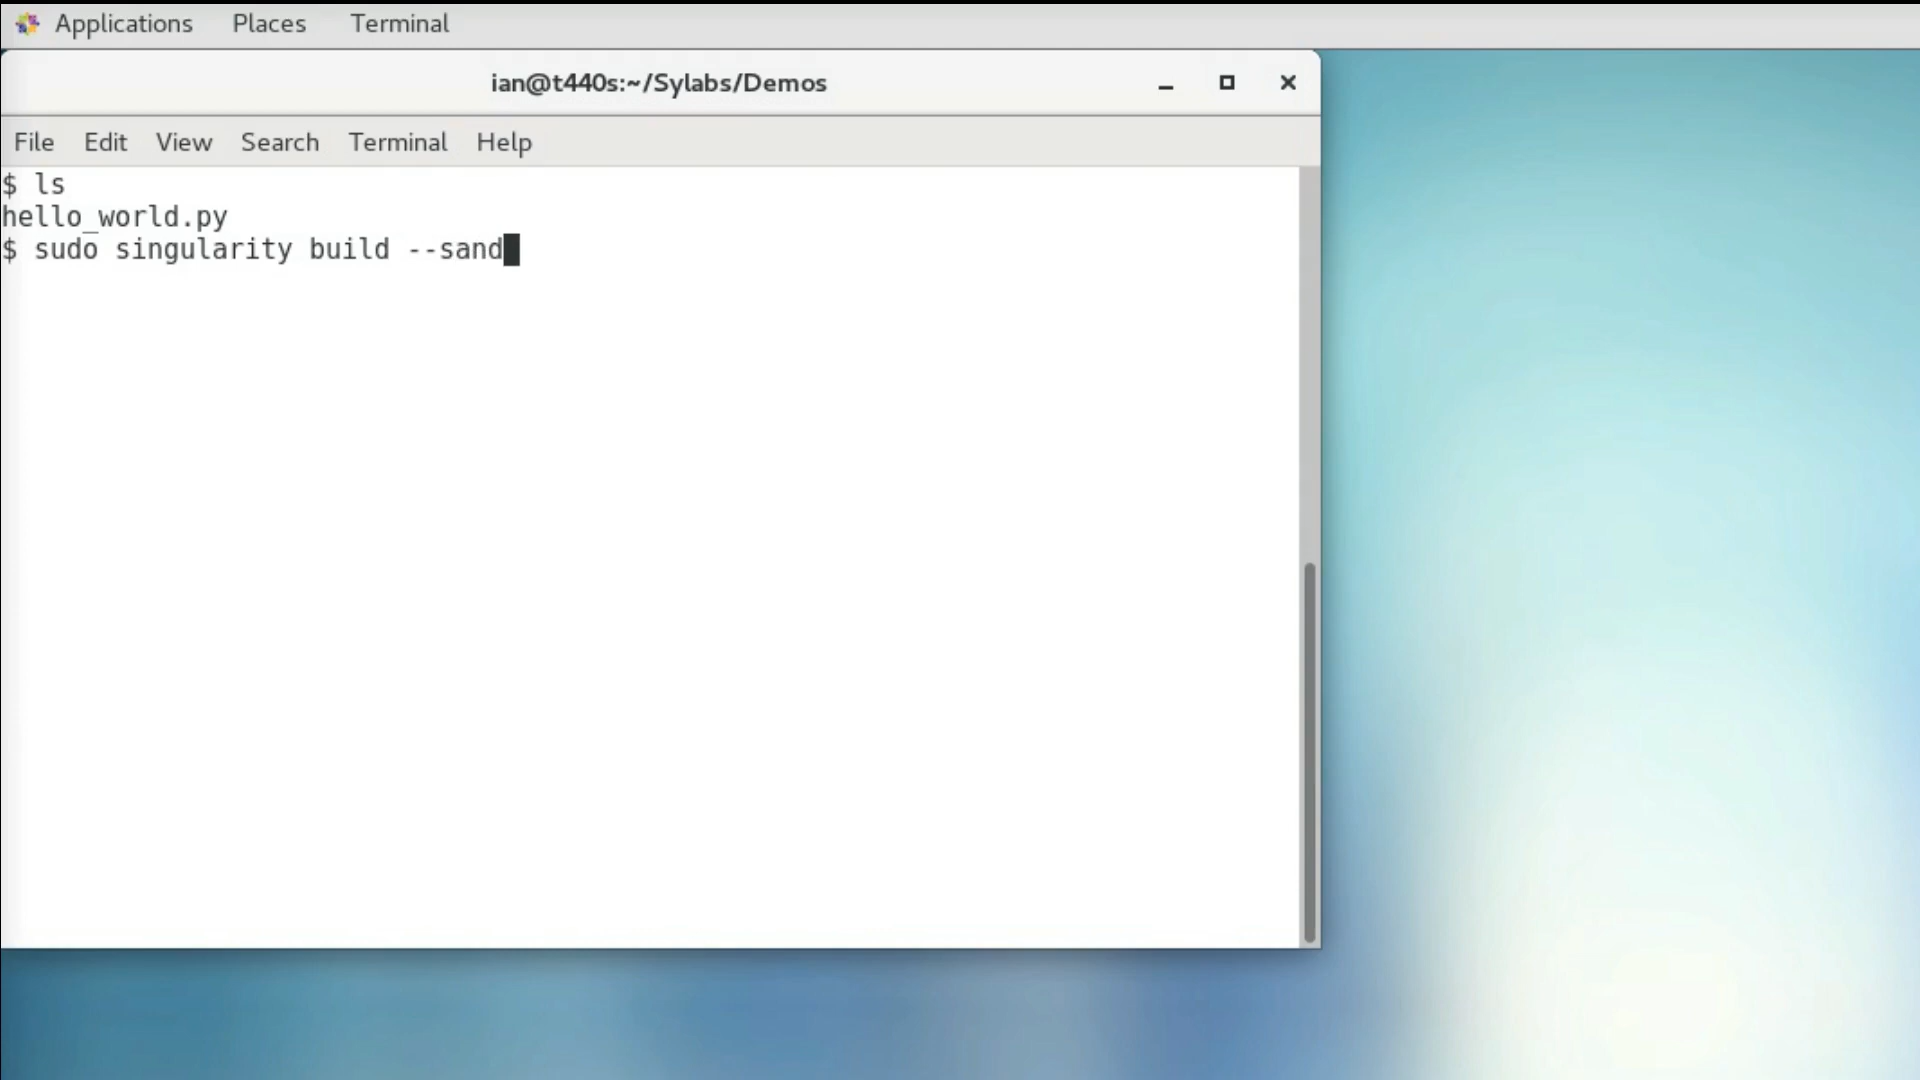 Applications Places Terminal
ian@t440s:~/Sylabs/Demos
File Edit View Search Terminal Help
$ ls
hello_world.py
$ sudo singularity build --sand